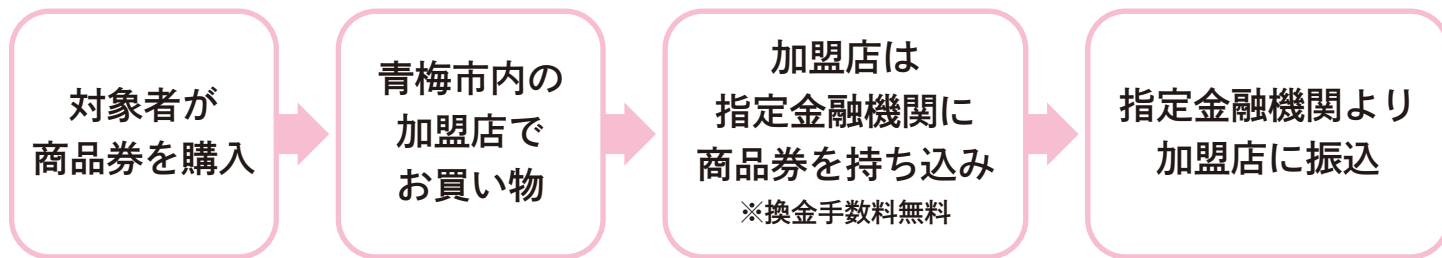 対象者が
商品券を購入
青梅市内の
加盟店で
お買い物
加盟店は
指定金融機関に
商品券を持ち込み
※換金手数料無料
指定金融機関より
加盟店に振込